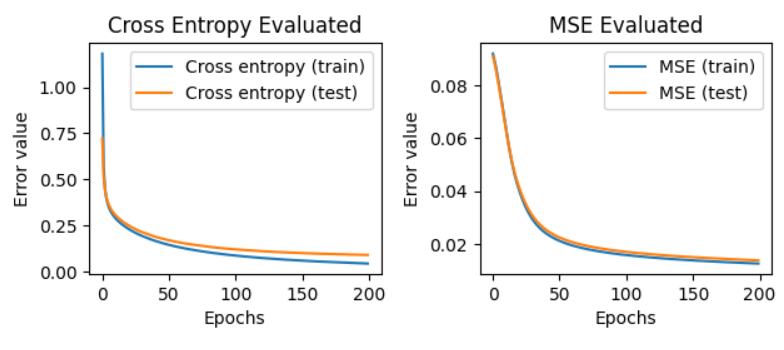 Cross Entropy Evaluated
Cross entropy (train)
Cross entropy (test)
Error value
1.00
0.75
0.50
0.25
0.00
0 50 100 150 200
Epochs
MSE Evaluated
MSE (train)
MSE (test)
Error value
0.08
0.06
0.04
0.02
0 50 100 150 200
Epochs